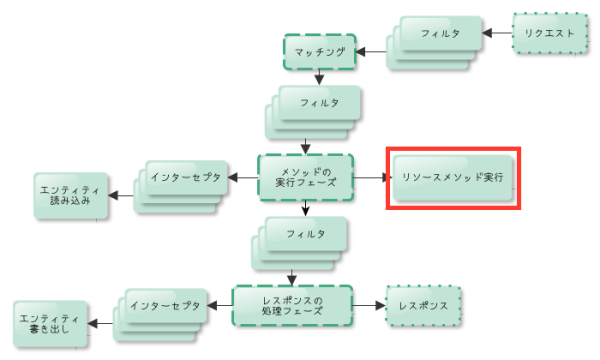 リクエスト
フィルタ
マッチング
フィルタ
メソッドの
実行フェーズ
インターセプタ
エンティティ
読み込み
リソースメソッド実行
フィルタ
レスポンスの
処理フェーズ
レスポンス
インターセプタ
エンティティ
書き出し